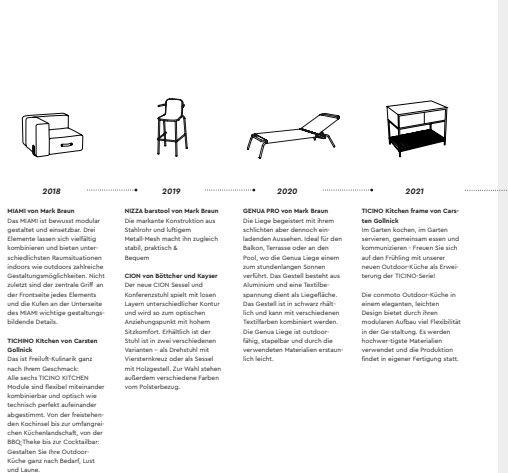 2018
2019
2020
2021
MIAMI von Mark Braun
Das MIAMI ist bewusst modular
gestaltet und einsetzbar. Drei
Elemente lassen sich vielfältig
kombinieren und bieten unter-
schiedlichsten Raumsituationen
indoors wie outdoors zahlreiche
Gestaltungsmöglichkeiten. Nicht
zuletzt sind der zentrale Griff an
der Frontseite jedes Elements
und die Kufen an der Unterseite
des MIAMI wichtige gestaltungs-
bildende Details.
TICHINO Kitchen von Carsten
Gollnick
Das ist Freiluft-Kulinarik ganz
nach Ihrem Geschmack:
Alle sechs TICINO KITCHEN
Module sind flexibel miteinander
kombinierbar und optisch wie
technisch perfekt aufeinander
abgestimmt. Von der freistehen-
den Kochinsel bis zur umfangrei-
chen Küchenlandschaft, von der
BBQ-Theke bis zur Cocktailbar:
Gestalten Sie Ihre Outdoor-
Küche ganz nach Bedarf, Lust
und Laune.
NIZZA barstool von Mark Braun
Die markante Konstruktion aus
Stahlrohr und luftigem
Metall-Mesh macht ihn zugleich
stabil, praktisch &
Bequem
CION von Böttcher und Kayser
Der neue CION Sessel und
Konferenzstuhl spielt mit losen
Layern unterschiedlicher Kontur
und wird so zum optischen
Anziehungspunkt mit hohem
Sitzkomfort. Erhältlich ist der
Stuhl ist in zwei verschiedenen
Varianten – als Drehstuhl mit
Viersternkreuz oder als Sessel
mit Holzgestell. Zur Wahl stehen
außerdem verschiedene Farben
vom Polsterbezug.
GENUA PRO von Mark Braun
Die Liege begeistert mit ihrem
schlichten aber dennoch ein-
ladenden Aussehen. Ideal für den
Balkon, Terrasse oder an den
Pool, wo die Genua Liege einem
zum stundenlangen Sonnen
verführt. Das Gestell besteht aus
Aluminium und eine Textilbe-
spannung dient als Liegefläche.
Das Gestell ist in schwarz rhält-
lich und kann mit verschiedenen
Textilfarben kombiniert werden.
Die Genua Liege ist outdoor-
fähig, stapelbar und durch die
verwendeten Materialien erstaun-
lich leicht.
TICINO Kitchen frame von Cars-
ten Gollnick
Im Garten kochen, im Garten
servieren, gemeinsam essen und
kommunizieren - Freuen Sie sich
auf den Frühling mit unserer
neuen Outdoor-Küche als Erwei-
terung der TICINO-Serie!
Die conmoto Outdoor-Küche in
einem eleganten, leichten
Design bietet durch ihren
modularen Aufbau viel Flexibilität
in der Ge-staltung. Es werden
hochwer-tigste Materialien
verwendet und die Produktion
findet in eigener Fertigung statt.